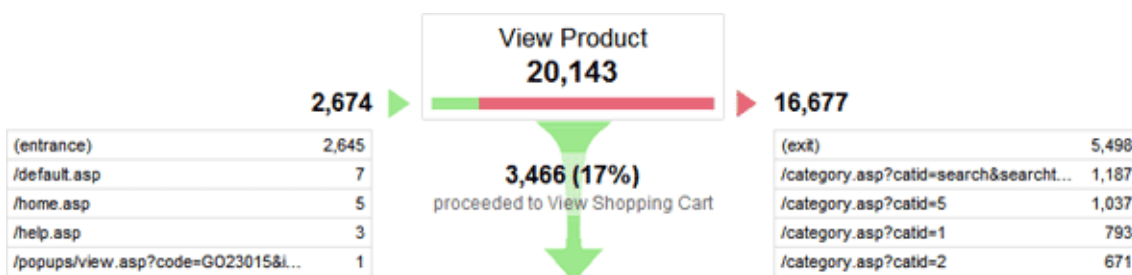 View Product
20,143
2,674
16,677
(entrance) 2,645
/default.asp 7
/home.asp 5
/help.asp 3
/popups/view.asp?code=GO23015&i... 1
3,466 (17%)
proceeded to View Shopping Cart
(exit) 5,498
/category.asp?catid=search&searcht... 1,187
/category.asp?catid=5 1,037
/category.asp?catid=1 793
/category.asp?catid=2 671